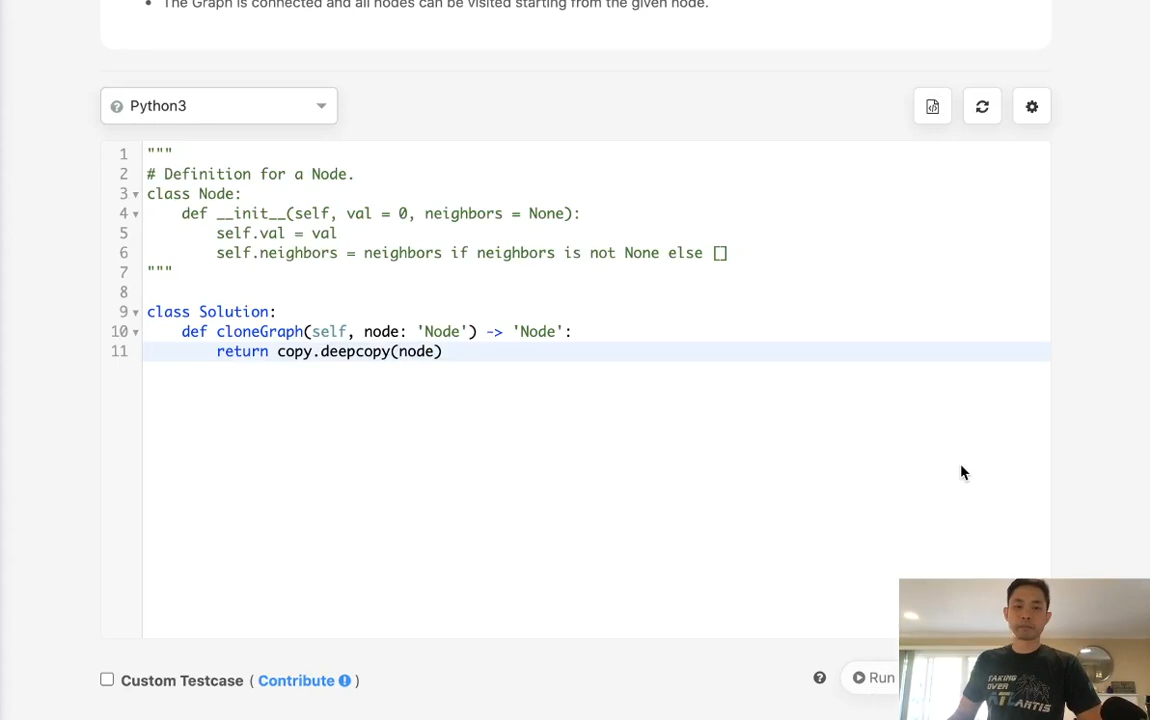 The Graph is connected and all nodes can be visited starting from the given node.
Python3
1 """
2 # Definition for a Node.
3 class Node:
4     def __init__(self, val = 0, neighbors = None):
5         self.val = val
6         self.neighbors = neighbors if neighbors is not None else []
7 """
8
9 class Solution:
10     def cloneGraph(self, node: 'Node') -> 'Node':
11         return copy.deepcopy(node)
Custom Testcase ( Contribute )
Run
TAKING
OVER
ATLANTIS